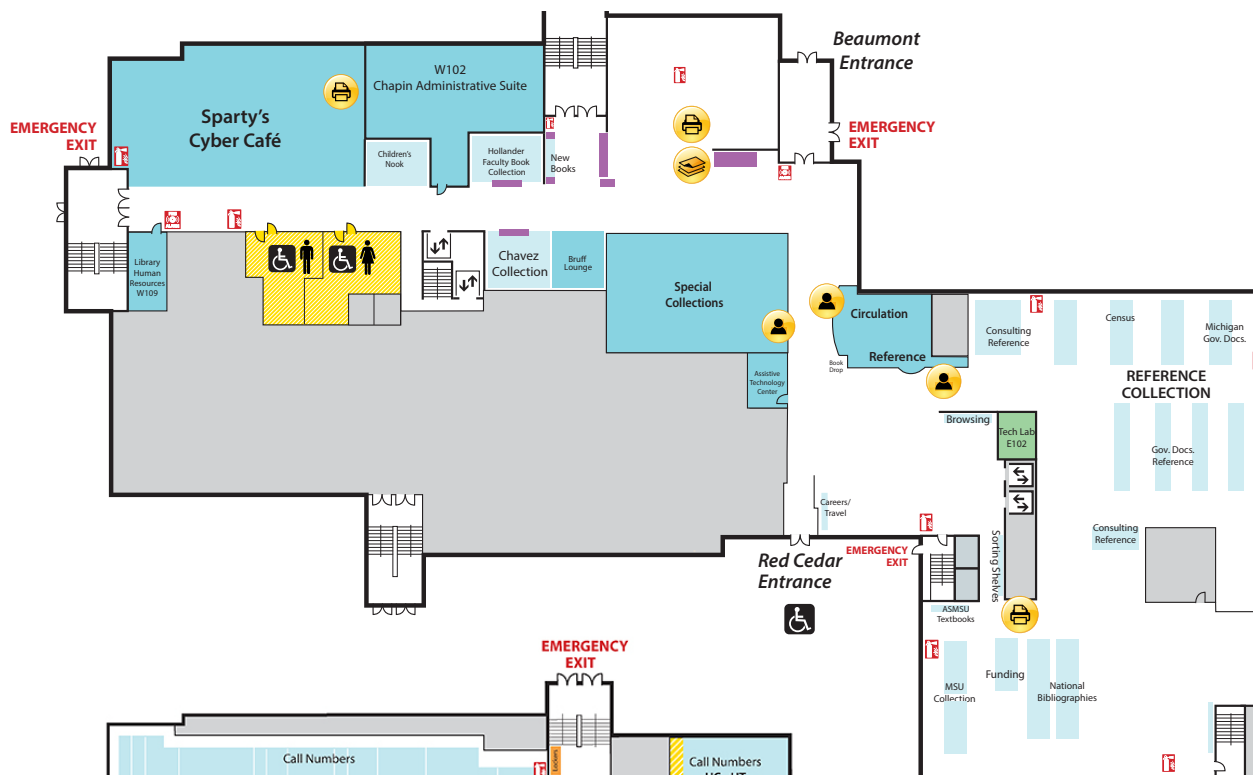 Beaumont
Entrance
W102
Chapin Administrative Suite
Sparty's
Cyber Café
EMERGENCY
EXIT
EMERGENCY
EXIT
Children's
Nook
Hollander
Faculty Book
Collection
New
Books
Library
Human
Resources
W109
Chavez
Collection
Bruff
Lounge
Special
Collections
Circulation
Reference
Book
Drop
Assistive
Technology
Center
Consulting
Reference
Census
Michigan
Gov. Docs.
REFERENCE
COLLECTION
Browsing
Tech Lab
E102
Gov. Docs.
Reference
Careers/
Travel
Consulting
Reference
Sorting Shelves
Red Cedar
Entrance
EMERGENCY
EXIT
ASMSU
Textbooks
EMERGENCY
EXIT
MSU
Collection
Funding
National
Bibliographies
Call Numbers
Lockers
Call Numbers